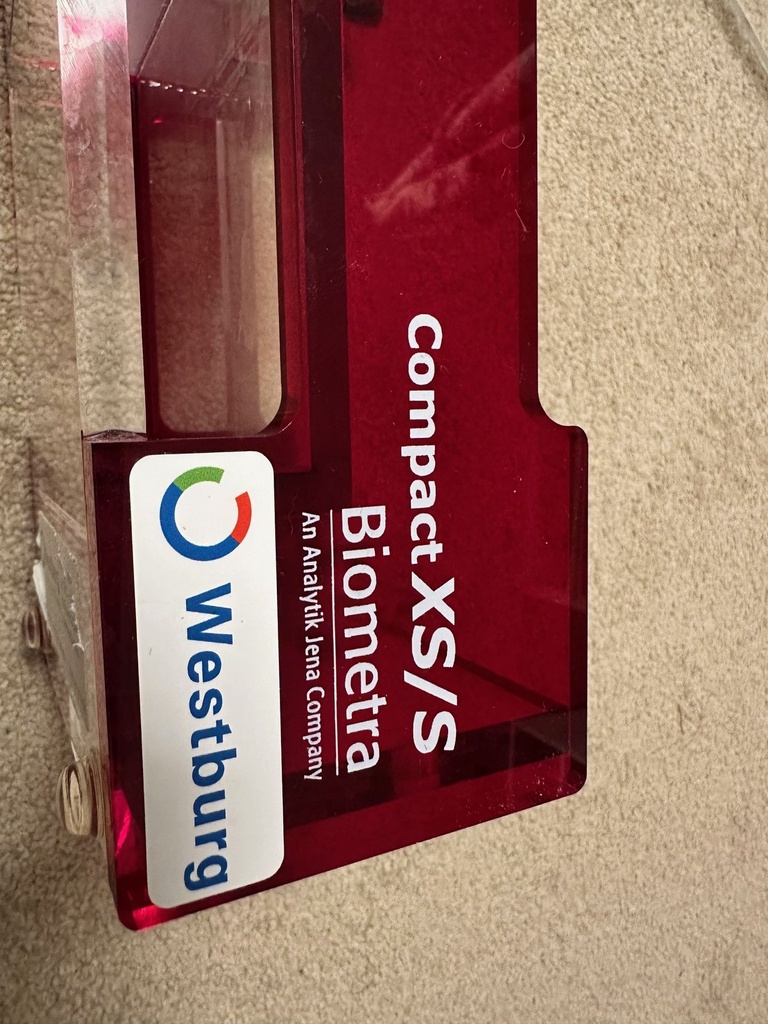 Compact XS/S
Biometra
An Analytik Jena Company
Westburg